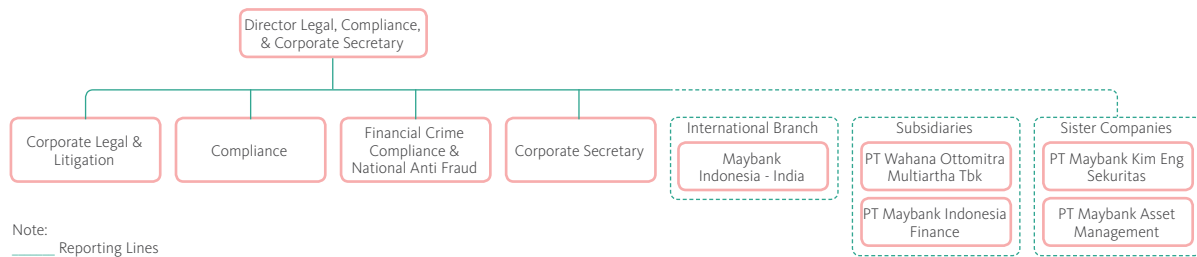 Director Legal, Compliance,
& Corporate Secretary
Corporate Legal &
Litigation
Compliance
Financial Crime
Compliance &
National Anti Fraud
Corporate Secretary
International Branch
Maybank
Indonesia - India
Subsidiaries
PT Wahana Ottomitra
Multiartha Tbk
PT Maybank Indonesia
Finance
Sister Companies
PT Maybank Kim Eng
Sekuritas
PT Maybank Asset
Management
Note:
Reporting Lines